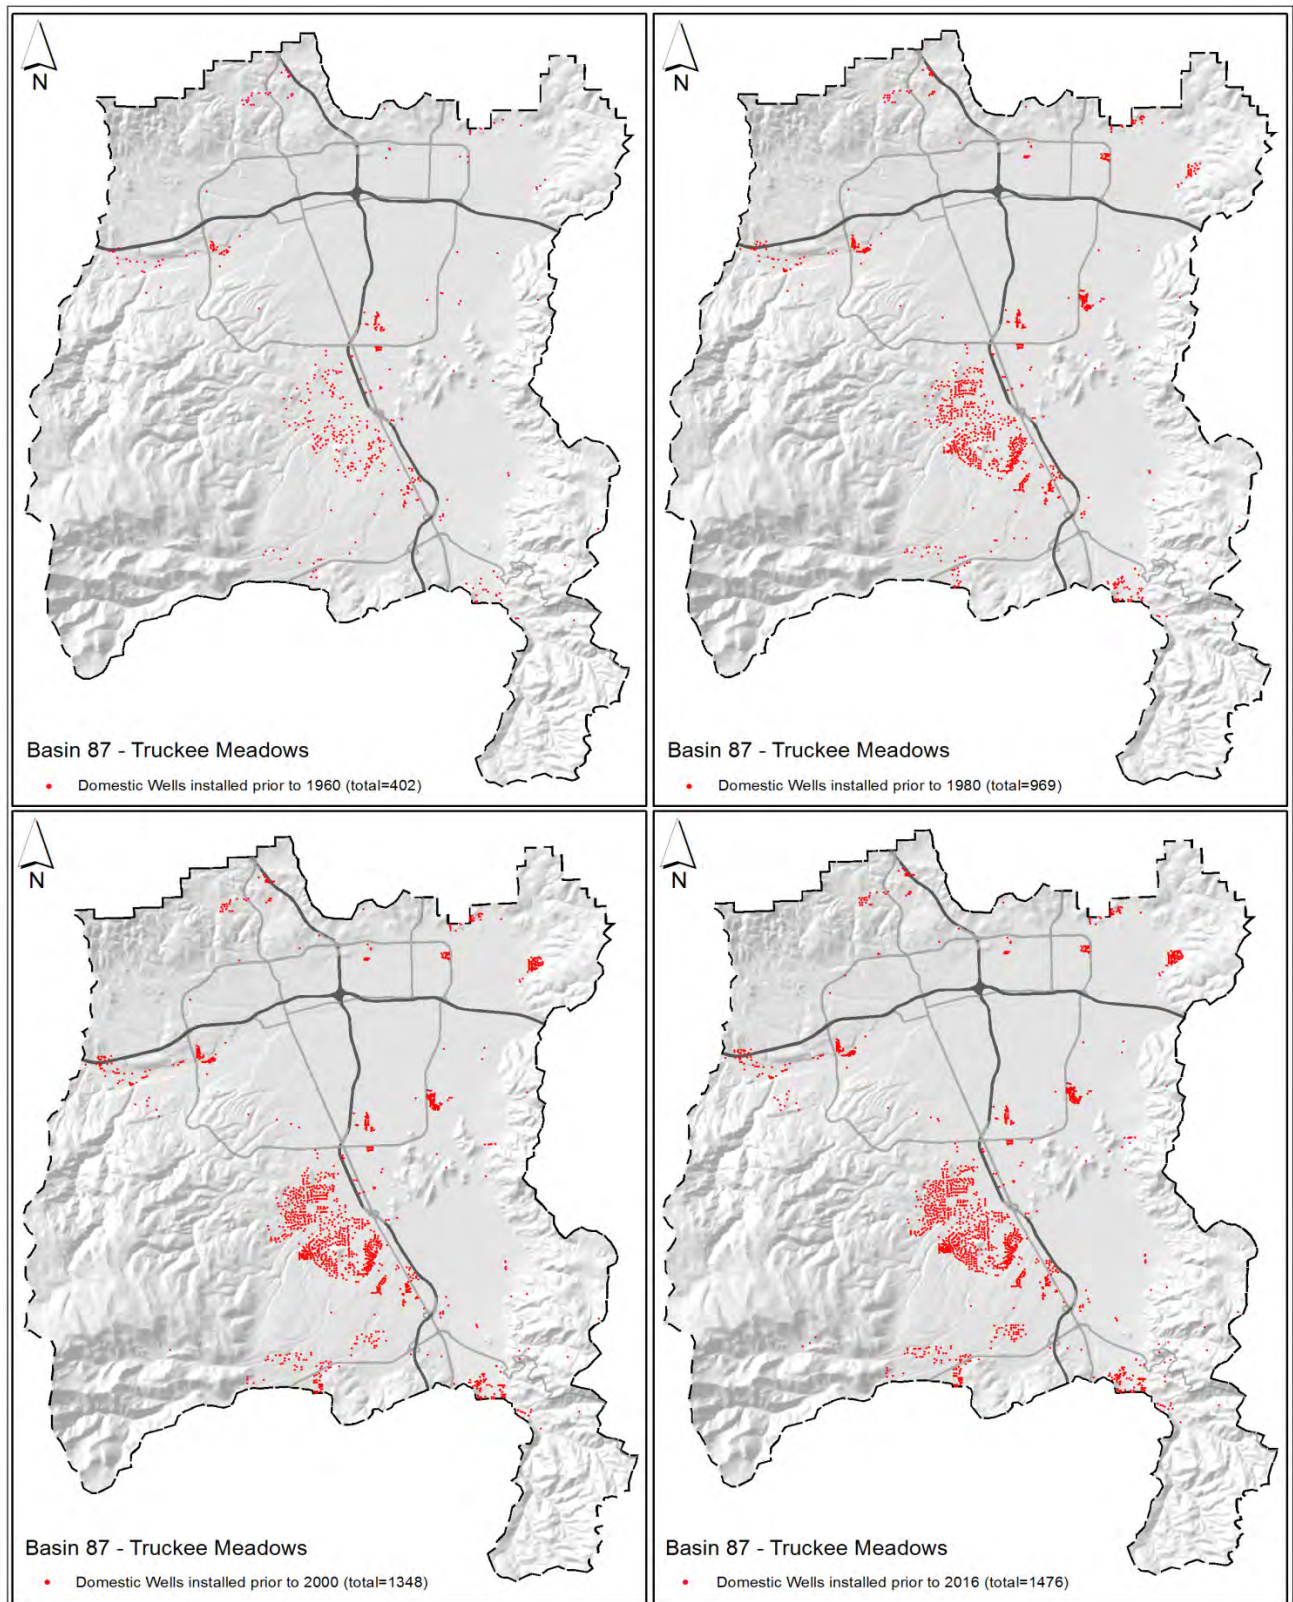 N
Basin 87 - Truckee Meadows
Domestic Wells installed prior to 1960 (total=402)
N
Basin 87 - Truckee Meadows
Domestic Wells installed prior to 1980 (total=969)
N
Basin 87 - Truckee Meadows
Domestic Wells installed prior to 2000 (total=1348)
N
Basin 87 - Truckee Meadows
Domestic Wells installed prior to 2016 (total=1476)